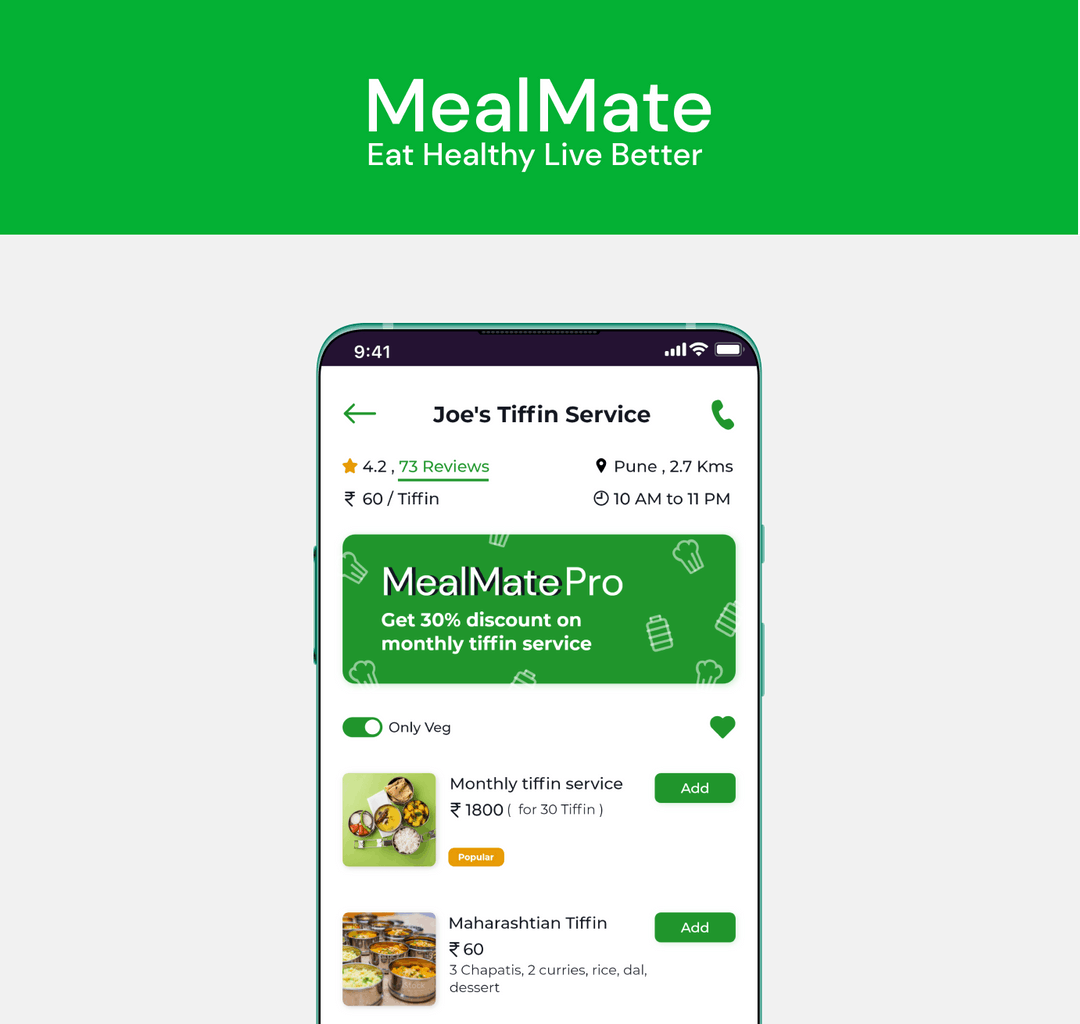 MealMate
Eat Healthy Live Better
9:41
Joe's Tiffin Service
4.2 , 73 Reviews
Pune , 2.7 Kms
₹ 60 / Tiffin
10 AM to 11 PM
MealMate Pro
Get 30% discount on
monthly tiffin service
Only Veg
Monthly tiffin service
Add
₹ 1800 ( for 30 Tiffin )
Popular
Maharashtian Tiffin
Add
₹ 60
3 Chapatis, 2 curries, rice, dal,
dessert